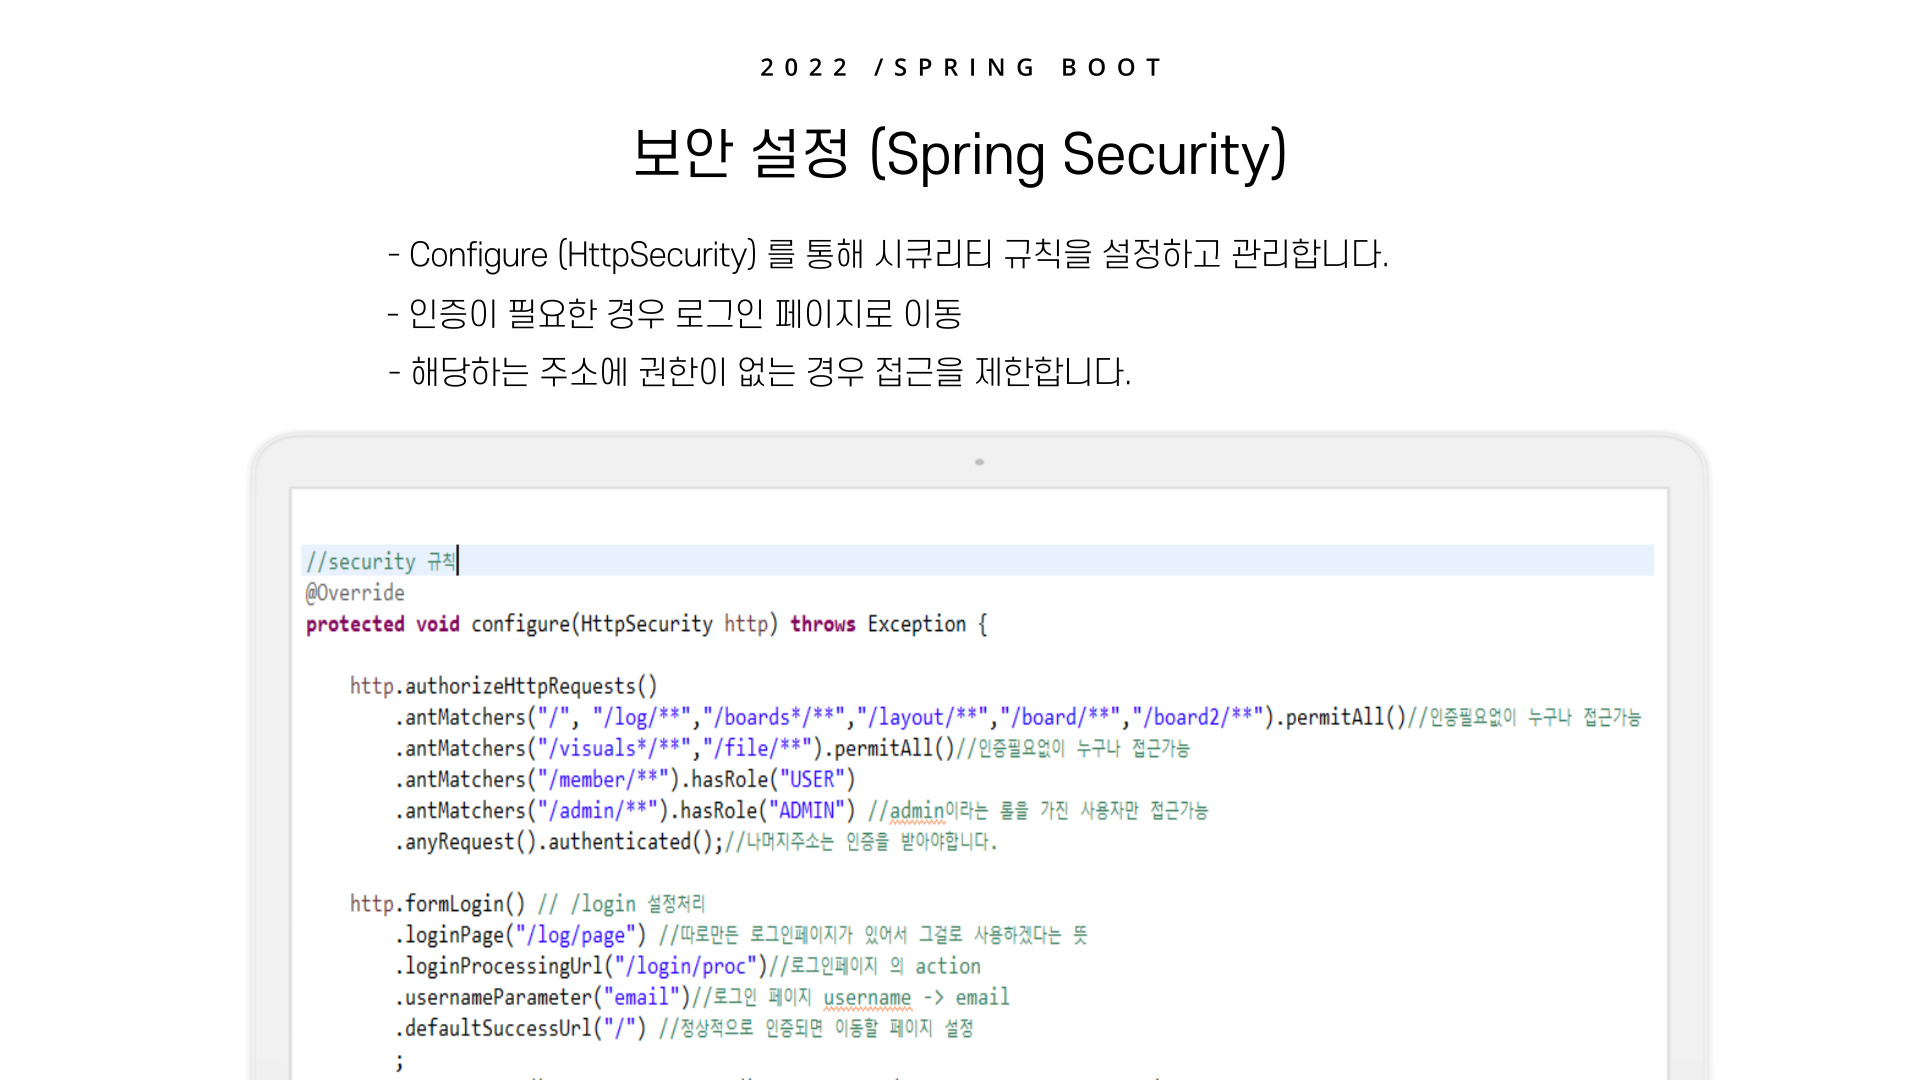 2022 /SPRING BOOT
보안 설정 (Spring Security)
- Configure (HttpSecurity) 를 통해 시큐리티 규칙을 설정하고 관리합니다.
- 인증이 필요한 경우 로그인 페이지로 이동
- 해당하는 주소에 권한이 없는 경우 접근을 제한합니다.
//security 규칙
@Override
protected void configure(HttpSecurity http) throws Exception {
http.authorizeHttpRequests()
.antMatchers("/", "/log/**","/boards*/**","/layout/**","/board/**","/board2/**").permitAll()//인증필요없이 누구나 접근가능
.antMatchers("/visuals*/**","/file/**").permitAll()//인증필요없이 누구나 접근가능
.antMatchers("/member/**").hasRole("USER")
.antMatchers("/admin/**").hasRole("ADMIN") //admin이라는 롤을 가진 사용자만 접근가능
.anyRequest().authenticated();//나머지주소는 인증을 받아야합니다.
http.formLogin() // /login 설정처리
.loginPage("/log/page") //따로만든 로그인페이지가 있어서 그걸로 사용하겠다는 뜻
.loginProcessingUrl("/login/proc")//로그인페이지 의 action
.usernameParameter("email")//로그인 페이지 username -> email
.defaultSuccessUrl("/") //정상적으로 인증되면 이동할 페이지 설정
;